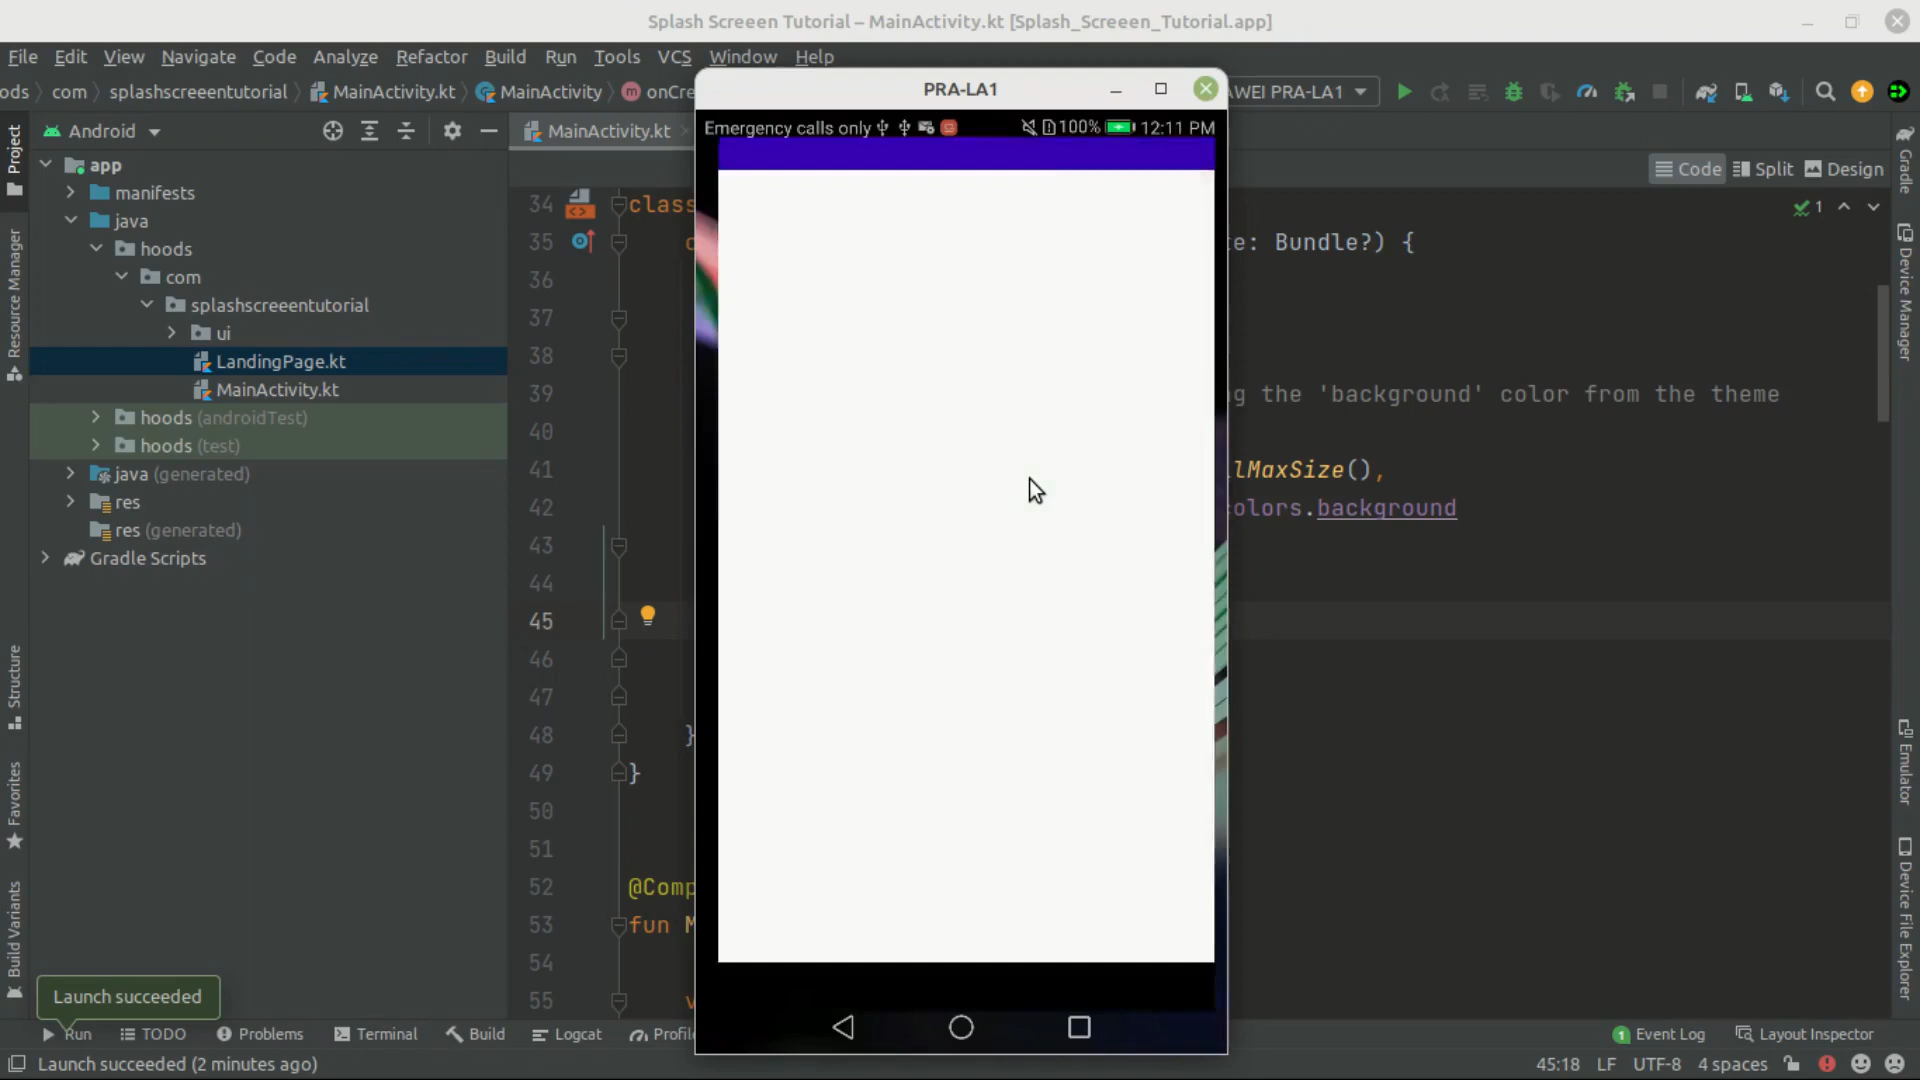 Splash Screeen Tutorial – MainActivity.kt [Splash_Screeen_Tutorial.app]
File Edit View Navigate Code Analyze Refactor Build Run Tools VCS Window Help
ods com splashscreeentutorial MainActivity.kt MainActivity onCre
PRA-LA1
AWEI PRA-LA1
Project
Android
MainActivity.kt
Emergency calls only 100% 12:11 PM
Code Split Design
app
manifests
java
hoods
com
splashscreeentutorial
ui
LandingPage.kt
MainActivity.kt
hoods (androidTest)
hoods (test)
java (generated)
res
res (generated)
Gradle Scripts
Resource Manager
Structure
Favorites
Build Variants
34 class
35 te: Bundle?) {
36
37
38
39 g the 'background' color from the theme
40
41 lMaxSize(),
42 colors.background
43
44
45
46
47
48 }
49 }
50
51
52 @Comp
53 fun M
54
55 v
1
Gradle
Device Manager
Emulator
Device File Explorer
Launch succeeded
Run TODO Problems Terminal Build Logcat Profile
1 Event Log Layout Inspector
Launch succeeded (2 minutes ago)
45:18 LF UTF-8 4 spaces